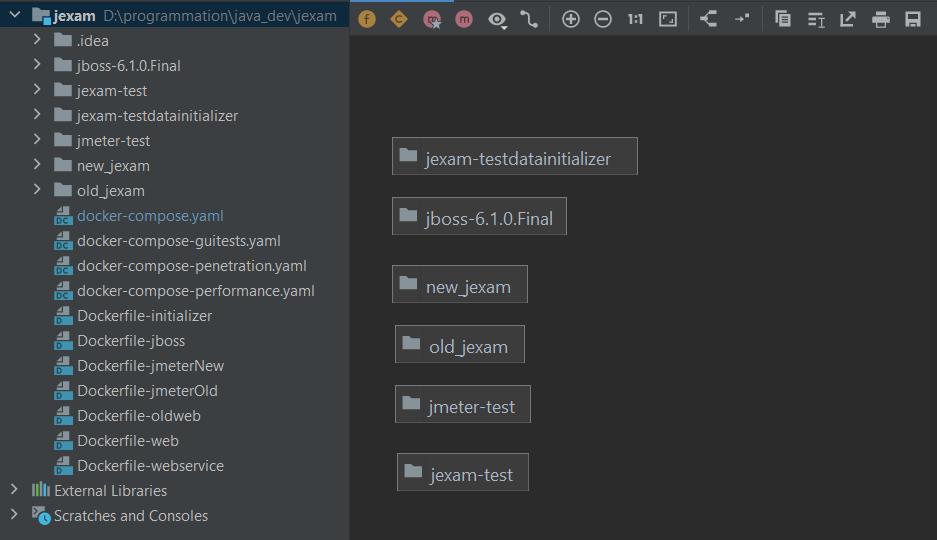 jexam D:\programmation\java_dev\jexam
.idea
jboss-6.1.0.Final
jexam-test
jexam-testdatainitializer
jmeter-test
new_jexam
old_jexam
docker-compose.yaml
docker-compose-guitests.yaml
docker-compose-penetration.yaml
docker-compose-performance.yaml
Dockerfile-initializer
Dockerfile-jboss
Dockerfile-jmeterNew
Dockerfile-jmeterOld
Dockerfile-oldweb
Dockerfile-web
Dockerfile-webservice
External Libraries
Scratches and Consoles
1:1
jexam-testdatainitializer
jboss-6.1.0.Final
new_jexam
old_jexam
jmeter-test
jexam-test